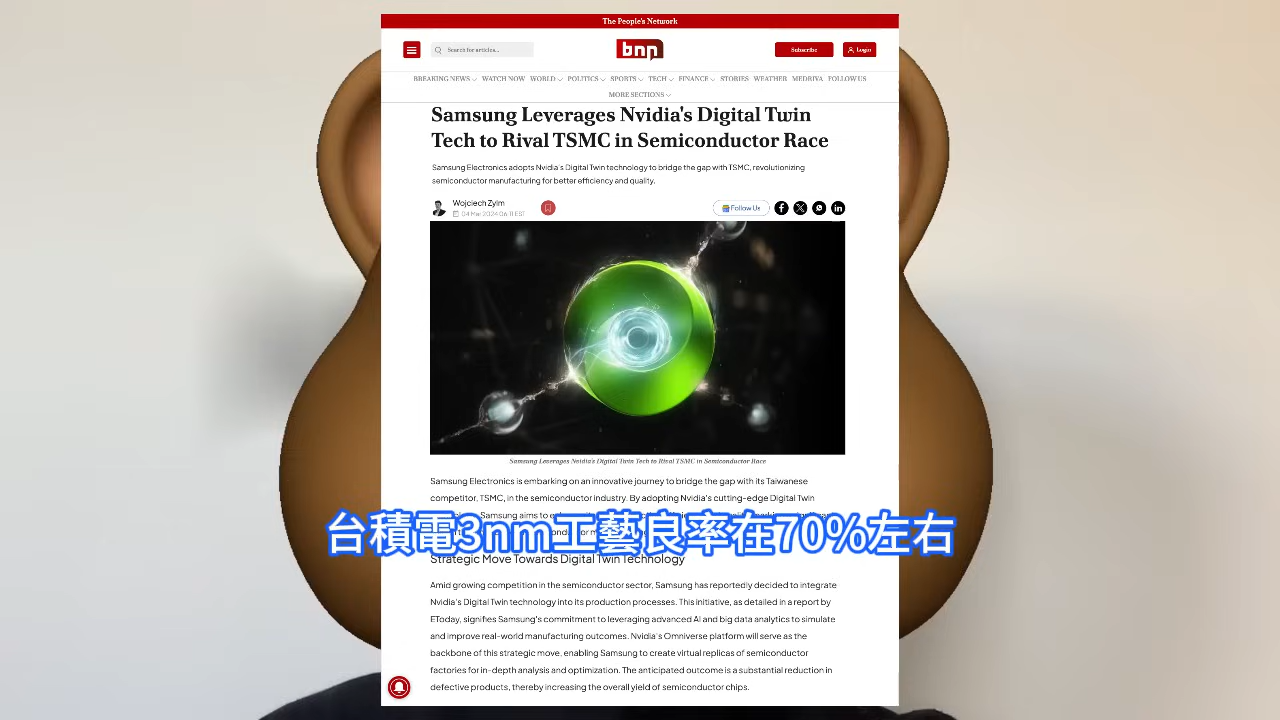 The People's Network
Search for articles...
bnn
Subscribe
Login
BREAKING NEWS WATCH NOW WORLD POLITICS SPORTS TECH FINANCE STORIES WEATHER MEDRIVA FOLLOW US
MORE SECTIONS
Samsung Leverages Nvidia's Digital Twin
Tech to Rival TSMC in Semiconductor Race
Samsung Electronics adopts Nvidia's Digital Twin technology to bridge the gap with TSMC, revolutionizing
semiconductor manufacturing for better efficiency and quality.
Wojciech Zylm
04 Mar 2024 06:11 EST
Follow Us
Samsung Leverages Nvidia's Digital Twin Tech to Rival TSMC in Semiconductor Race
Samsung Electronics is embarking on an innovative journey to bridge the gap with its Taiwanese
competitor, TSMC, in the semiconductor industry. By adopting Nvidia's cutting-edge Digital Twin
Samsung aims to
台積電3nm工藝良率在70%左右
Strategic Move Towards Digital Twin Technology
Amid growing competition in the semiconductor sector, Samsung has reportedly decided to integrate
Nvidia's Digital Twin technology into its production processes. This initiative, as detailed in a report by
EToday, signifies Samsung's commitment to leveraging advanced AI and big data analytics to simulate
and improve real-world manufacturing outcomes. Nvidia's Omniverse platform will serve as the
backbone of this strategic move, enabling Samsung to create virtual replicas of semiconductor
factories for in-depth analysis and optimization. The anticipated outcome is a substantial reduction in
defective products, thereby increasing the overall yield of semiconductor chips.